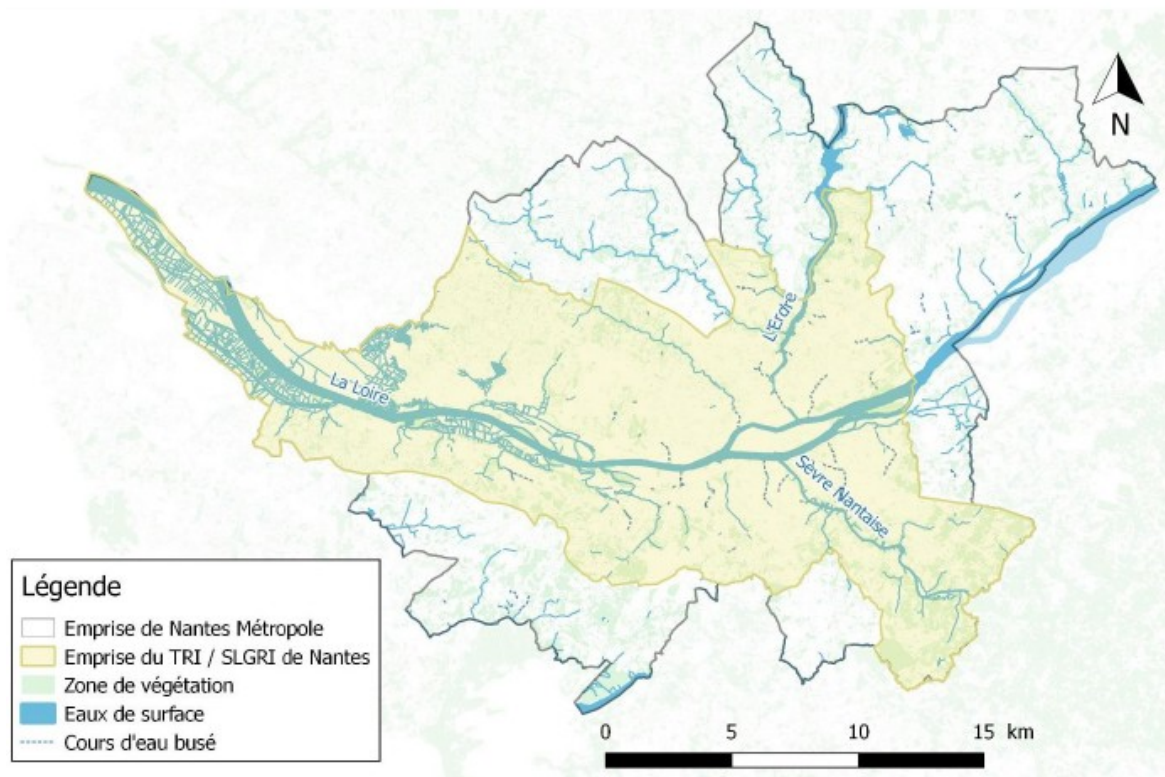 N
L'Erdre
La Loire
Sèvre Nantaise
Légende
Emprise de Nantes Métropole
Emprise du TRI / SLGRI de Nantes
Zone de végétation
Eaux de surface
Cours d'eau busé
0 5 10 15 km